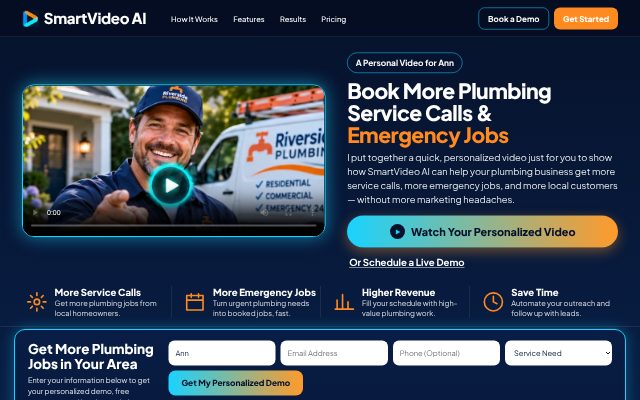 SmartVideo AI
How It Works
Features
Results
Pricing
Book a Demo
Get Started
A Personal Video for Ann
Book More Plumbing
Service Calls &
Emergency Jobs
I put together a quick, personalized video just for you to show
how SmartVideo AI can help your plumbing business get more
service calls, more emergency jobs, and more local customers
— without more marketing headaches.
Riverside
PLUMBING
Riversi
PLUMBIN
✓ RESIDENTIAL
✓ COMMERCIAL
✓ EMERGENCY 24
0:00
Watch Your Personalized Video
Or Schedule a Live Demo
More Service Calls
Get more plumbing jobs from
local homeowners.
More Emergency Jobs
Turn urgent plumbing needs
into booked jobs, fast.
Higher Revenue
Fill your schedule with high-
value plumbing work.
Save Time
Automate your outreach and
follow up with leads.
Get More Plumbing
Jobs in Your Area
Enter your information below to get
your personalized demo, free
Ann
Email Address
Phone (Optional)
Service Need
Get My Personalized Demo